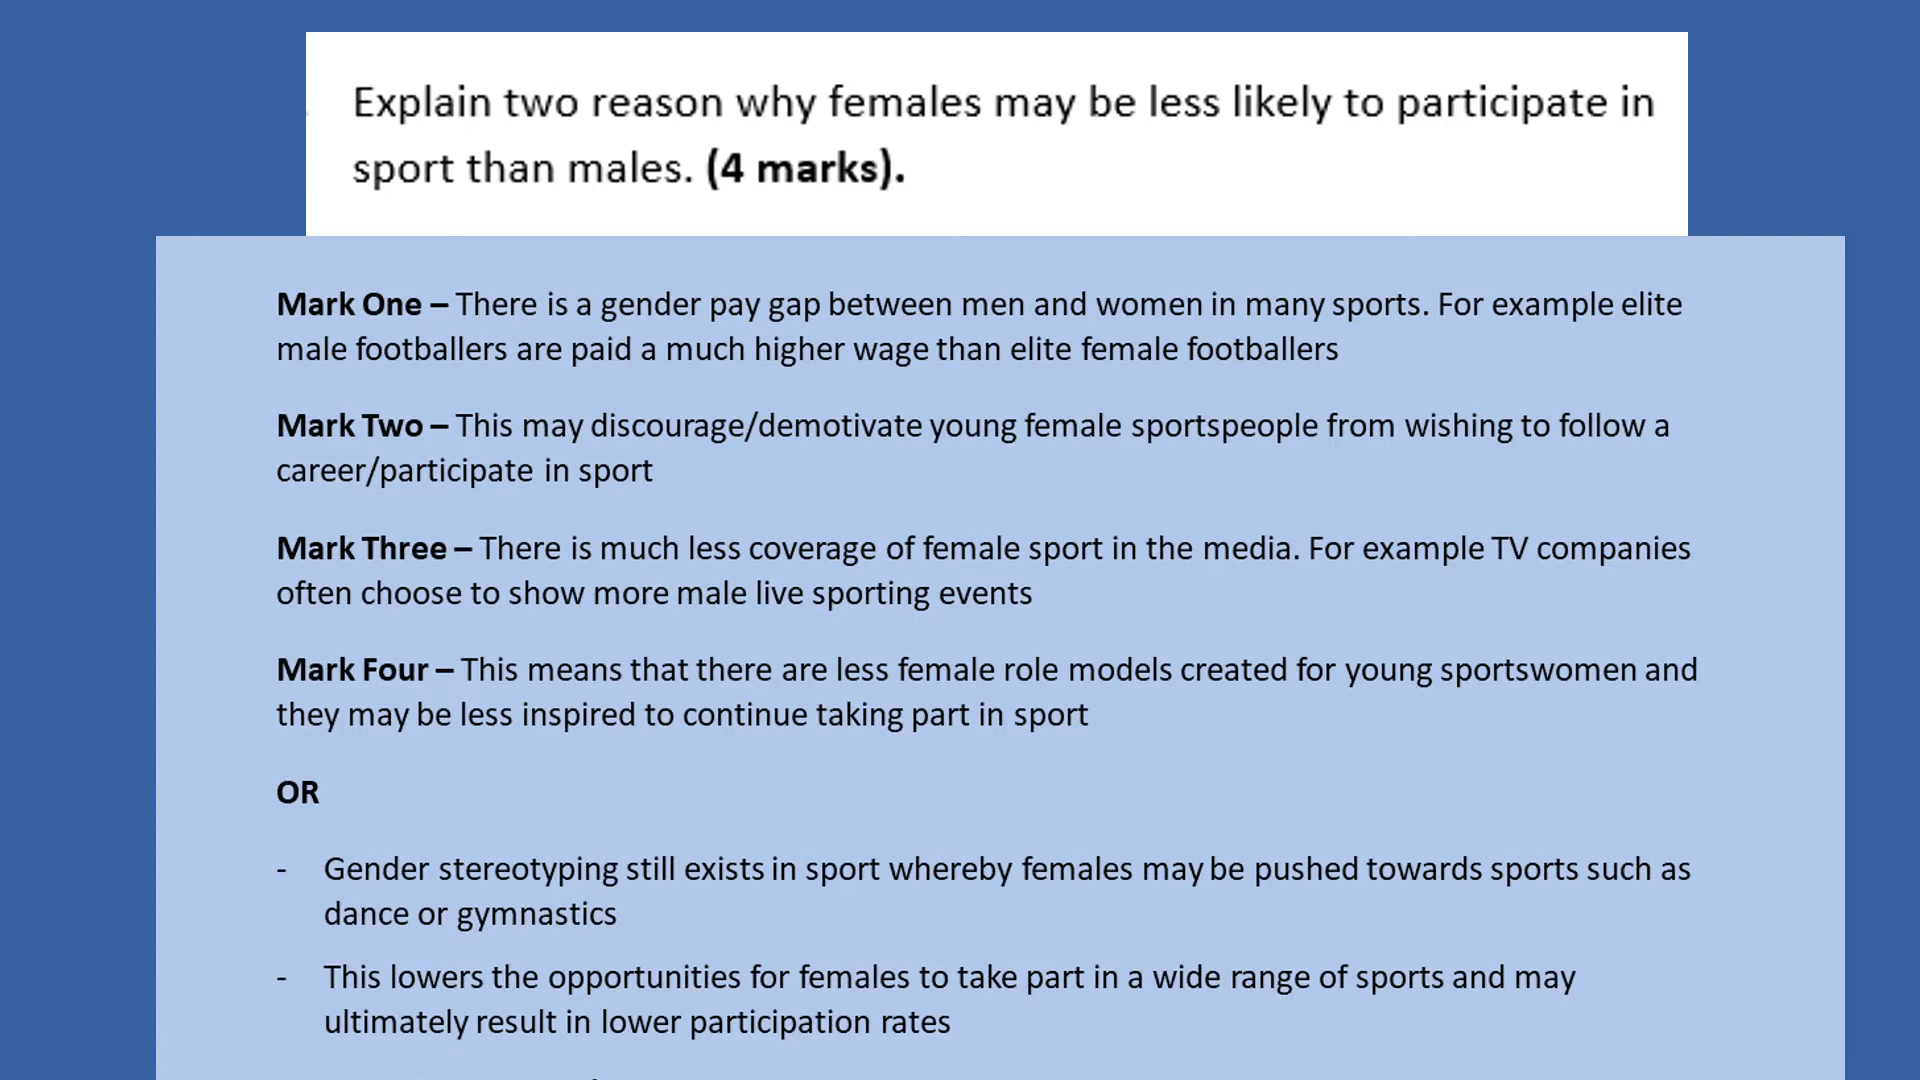 Explain two reason why females may be less likely to participate in
sport than males. (4 marks).
Mark One – There is a gender pay gap between men and women in many sports. For example elite
male footballers are paid a much higher wage than elite female footballers
Mark Two – This may discourage/demotivate young female sportspeople from wishing to follow a
career/participate in sport
Mark Three – There is much less coverage of female sport in the media. For example TV companies
often choose to show more male live sporting events
Mark Four – This means that there are less female role models created for young sportswomen and
they may be less inspired to continue taking part in sport
OR
- Gender stereotyping still exists in sport whereby females may be pushed towards sports such as
dance or gymnastics
- This lowers the opportunities for females to take part in a wide range of sports and may
ultimately result in lower participation rates